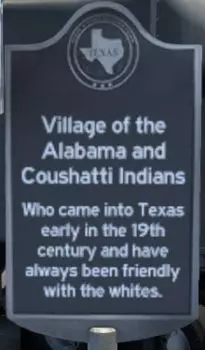 TEXAS
Village of the
Alabama and
Coushatti Indians
Who came into Texas
early in the 19th
century and have
always been friendly
with the whites.